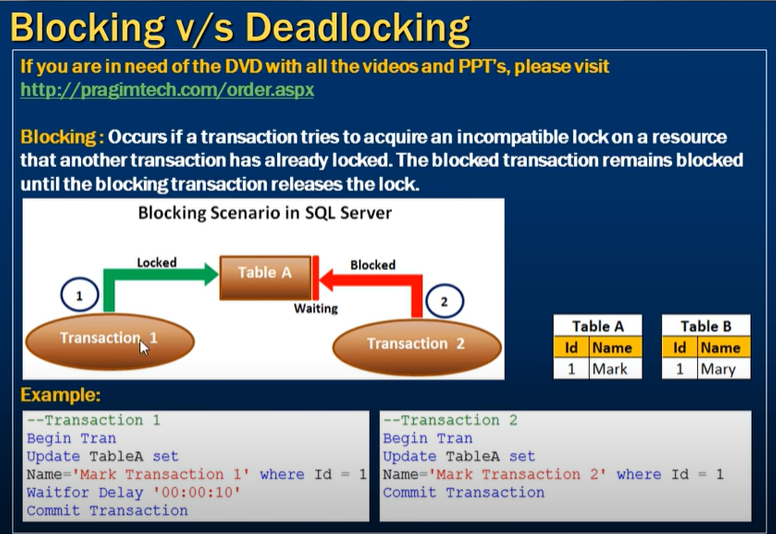 Blocking v/s Deadlocking
If you are in need of the DVD with all the videos and PPT's, please visit
http://pragimtech.com/order.aspx
Blocking : Occurs if a transaction tries to acquire an incompatible lock on a resource
that another transaction has already locked. The blocked transaction remains blocked
until the blocking transaction releases the lock.
Blocking Scenario in SQL Server
Locked
Table A
Blocked
1
Waiting
2
Transaction 1
Transaction 2
Table A
Id Name
1 Mark
Table B
Id Name
1 Mary
Example:
--Transaction 1
Begin Tran
Update TableA set
Name='Mark Transaction 1' where Id = 1
Waitfor Delay '00:00:10'
Commit Transaction
--Transaction 2
Begin Tran
Update TableA set
Name='Mark Transaction 2' where Id = 1
Commit Transaction